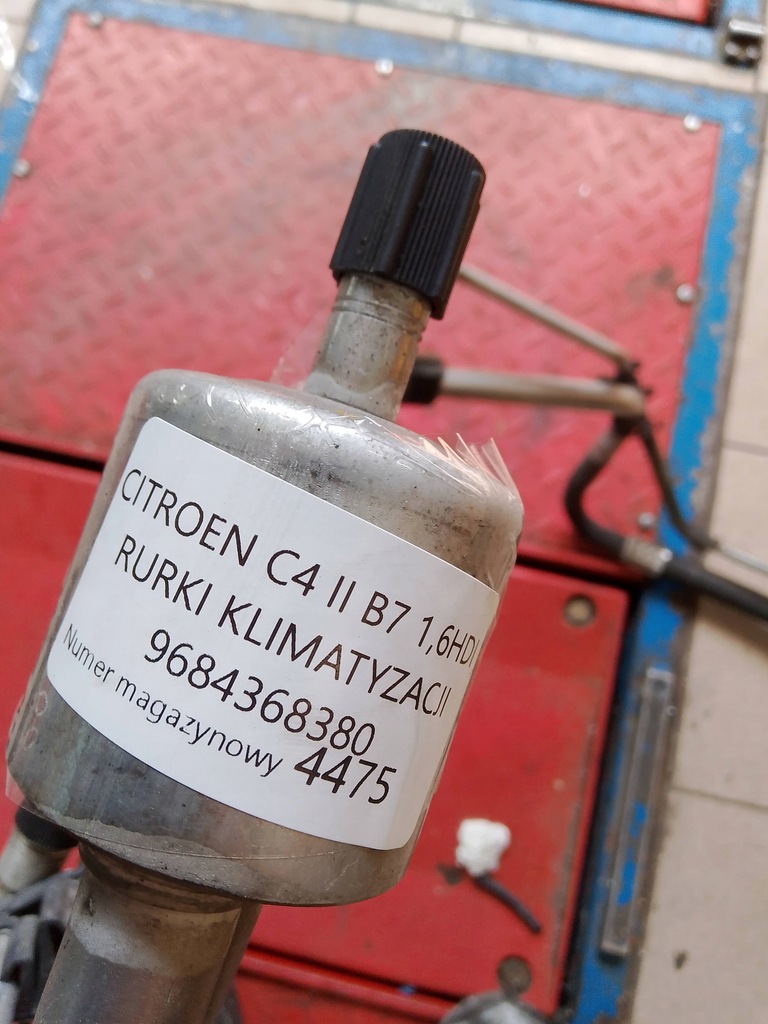 CITROEN C4 II B7 1,6HDI
RURKI KLIMATYZACJI
9684368380
Numer magazynowy 4475